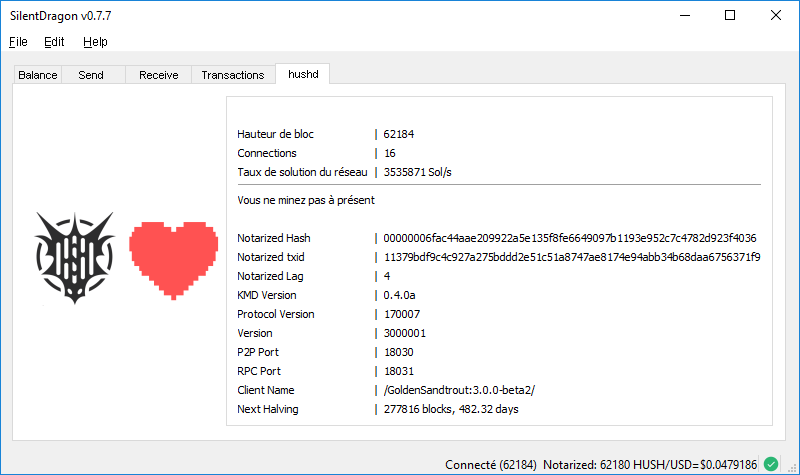 SilentDragon v0.7.7
File Edit Help
Balance Send Receive Transactions hushd
Hauteur de bloc | 62184
Connections | 16
Taux de solution du réseau | 3535871 Sol/s
Vous ne minez pas à présent
Notarized Hash | 00000006fac44aae209922a5e135f8fe6649097b1193e952c7c4782d923f4036
Notarized txid | 11379bdf9c4c927a275bddd2e51c51a8747ae8174e94abb34b68daa6756371f9
Notarized Lag | 4
KMD Version | 0.4.0a
Protocol Version | 170007
Version | 3000001
P2P Port | 18030
RPC Port | 18031
Client Name | /GoldenSandtrout:3.0.0-beta2/
Next Halving | 277816 blocks, 482.32 days
Connecté (62184) Notarized: 62180 HUSH/USD=$0.0479186